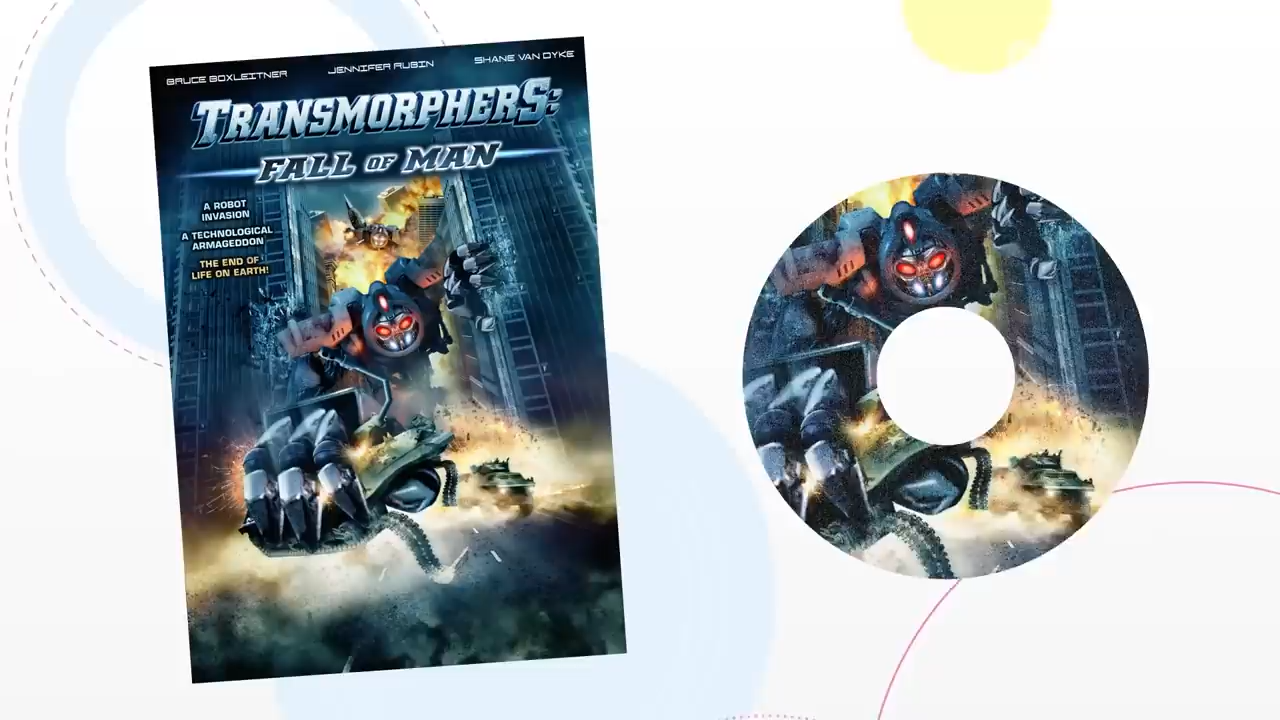 BRUCE BOXLEITNER JENNIFER RUBIN SHANE VAN DYKE
TRANSMORPHERS:
FALL OF MAN
A ROBOT
INVASION
A TECHNOLOGICAL
ARMAGEDDON
THE END OF
LIFE ON EARTH!